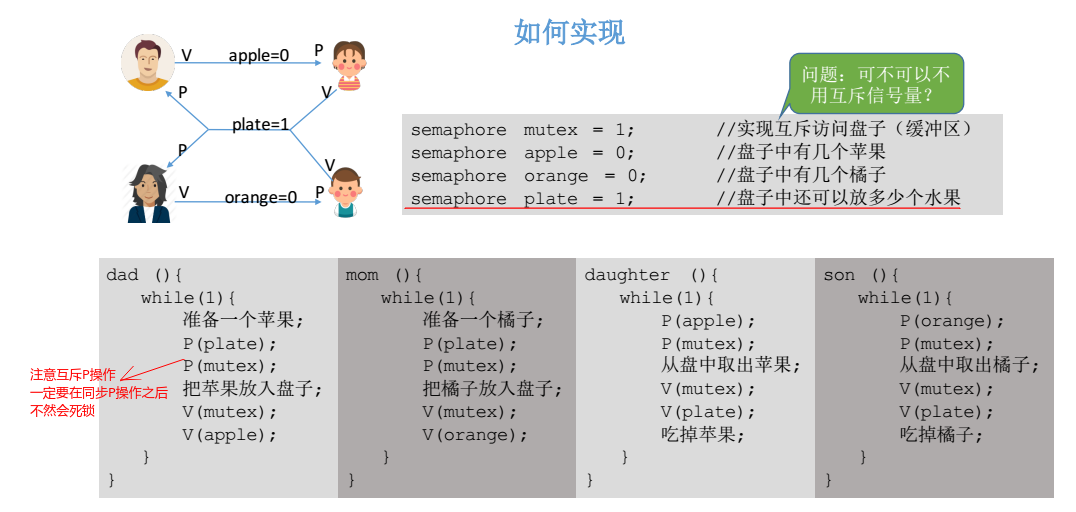 如何实现
V apple=0 P
P V
plate=1
P V
V orange=0 P
问题：可不可以不
用互斥信号量？
semaphore mutex = 1; //实现互斥访问盘子（缓冲区）
semaphore apple = 0; //盘子中有几个苹果
semaphore orange = 0; //盘子中有几个橘子
semaphore plate = 1; //盘子中还可以放多少个水果
dad (){
while(1){
准备一个苹果;
P(plate);
P(mutex);
把苹果放入盘子;
V(mutex);
V(apple);
}
}
注意互斥P操作
一定要在同步P操作之后
不然会死锁
mom (){
while(1){
准备一个橘子;
P(plate);
P(mutex);
把橘子放入盘子;
V(mutex);
V(orange);
}
}
daughter (){
while(1){
P(apple);
P(mutex);
从盘中取出苹果;
V(mutex);
V(plate);
吃掉苹果;
}
}
son (){
while(1){
P(orange);
P(mutex);
从盘中取出橘子;
V(mutex);
V(plate);
吃掉橘子;
}
}